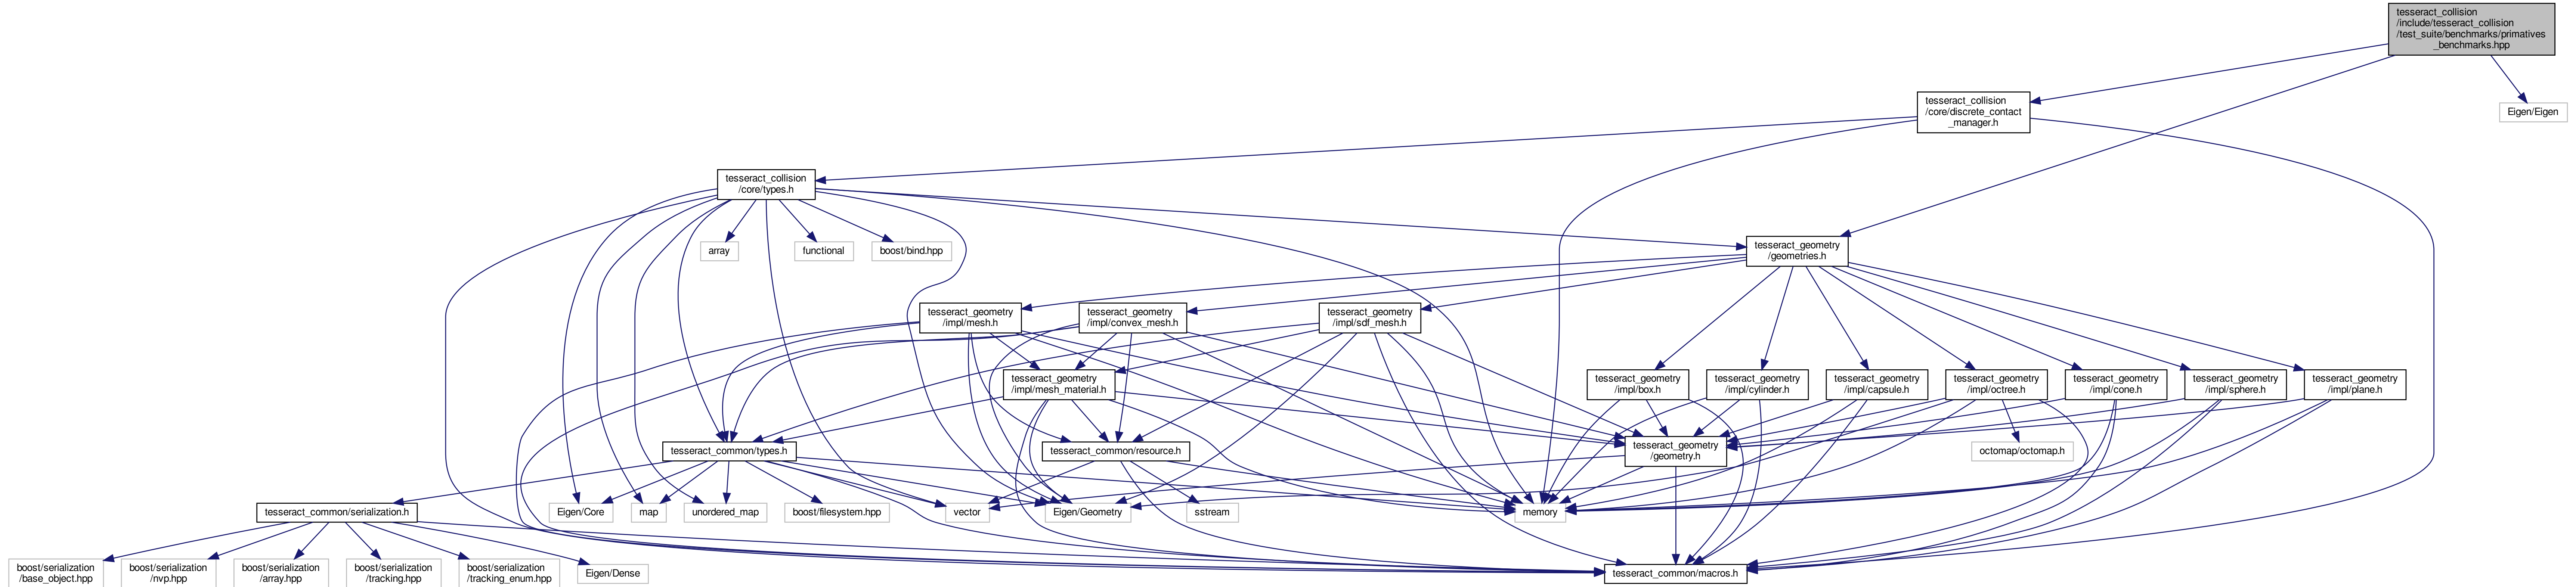 tesseract_collision
/include/tesseract_collision
/test_suite/benchmarks/primatives
_benchmarks.hpp
tesseract_collision
/core/discrete_contact
_manager.h
Eigen/Eigen
tesseract_collision
/core/types.h
array
functional
boost/bind.hpp
tesseract_geometry
/geometries.h
tesseract_geometry
/impl/mesh.h
tesseract_geometry
/impl/convex_mesh.h
tesseract_geometry
/impl/sdf_mesh.h
tesseract_geometry
/impl/mesh_material.h
tesseract_geometry
/impl/box.h
tesseract_geometry
/impl/cylinder.h
tesseract_geometry
/impl/capsule.h
tesseract_geometry
/impl/octree.h
tesseract_geometry
/impl/cone.h
tesseract_geometry
/impl/sphere.h
tesseract_geometry
/impl/plane.h
tesseract_common/types.h
tesseract_common/resource.h
tesseract_geometry
/geometry.h
octomap/octomap.h
tesseract_common/serialization.h
Eigen/Core
map
unordered_map
boost/filesystem.hpp
vector
Eigen/Geometry
sstream
memory
boost/serialization
/base_object.hpp
boost/serialization
/nvp.hpp
boost/serialization
/array.hpp
boost/serialization
/tracking.hpp
boost/serialization
/tracking_enum.hpp
Eigen/Dense
tesseract_common/macros.h